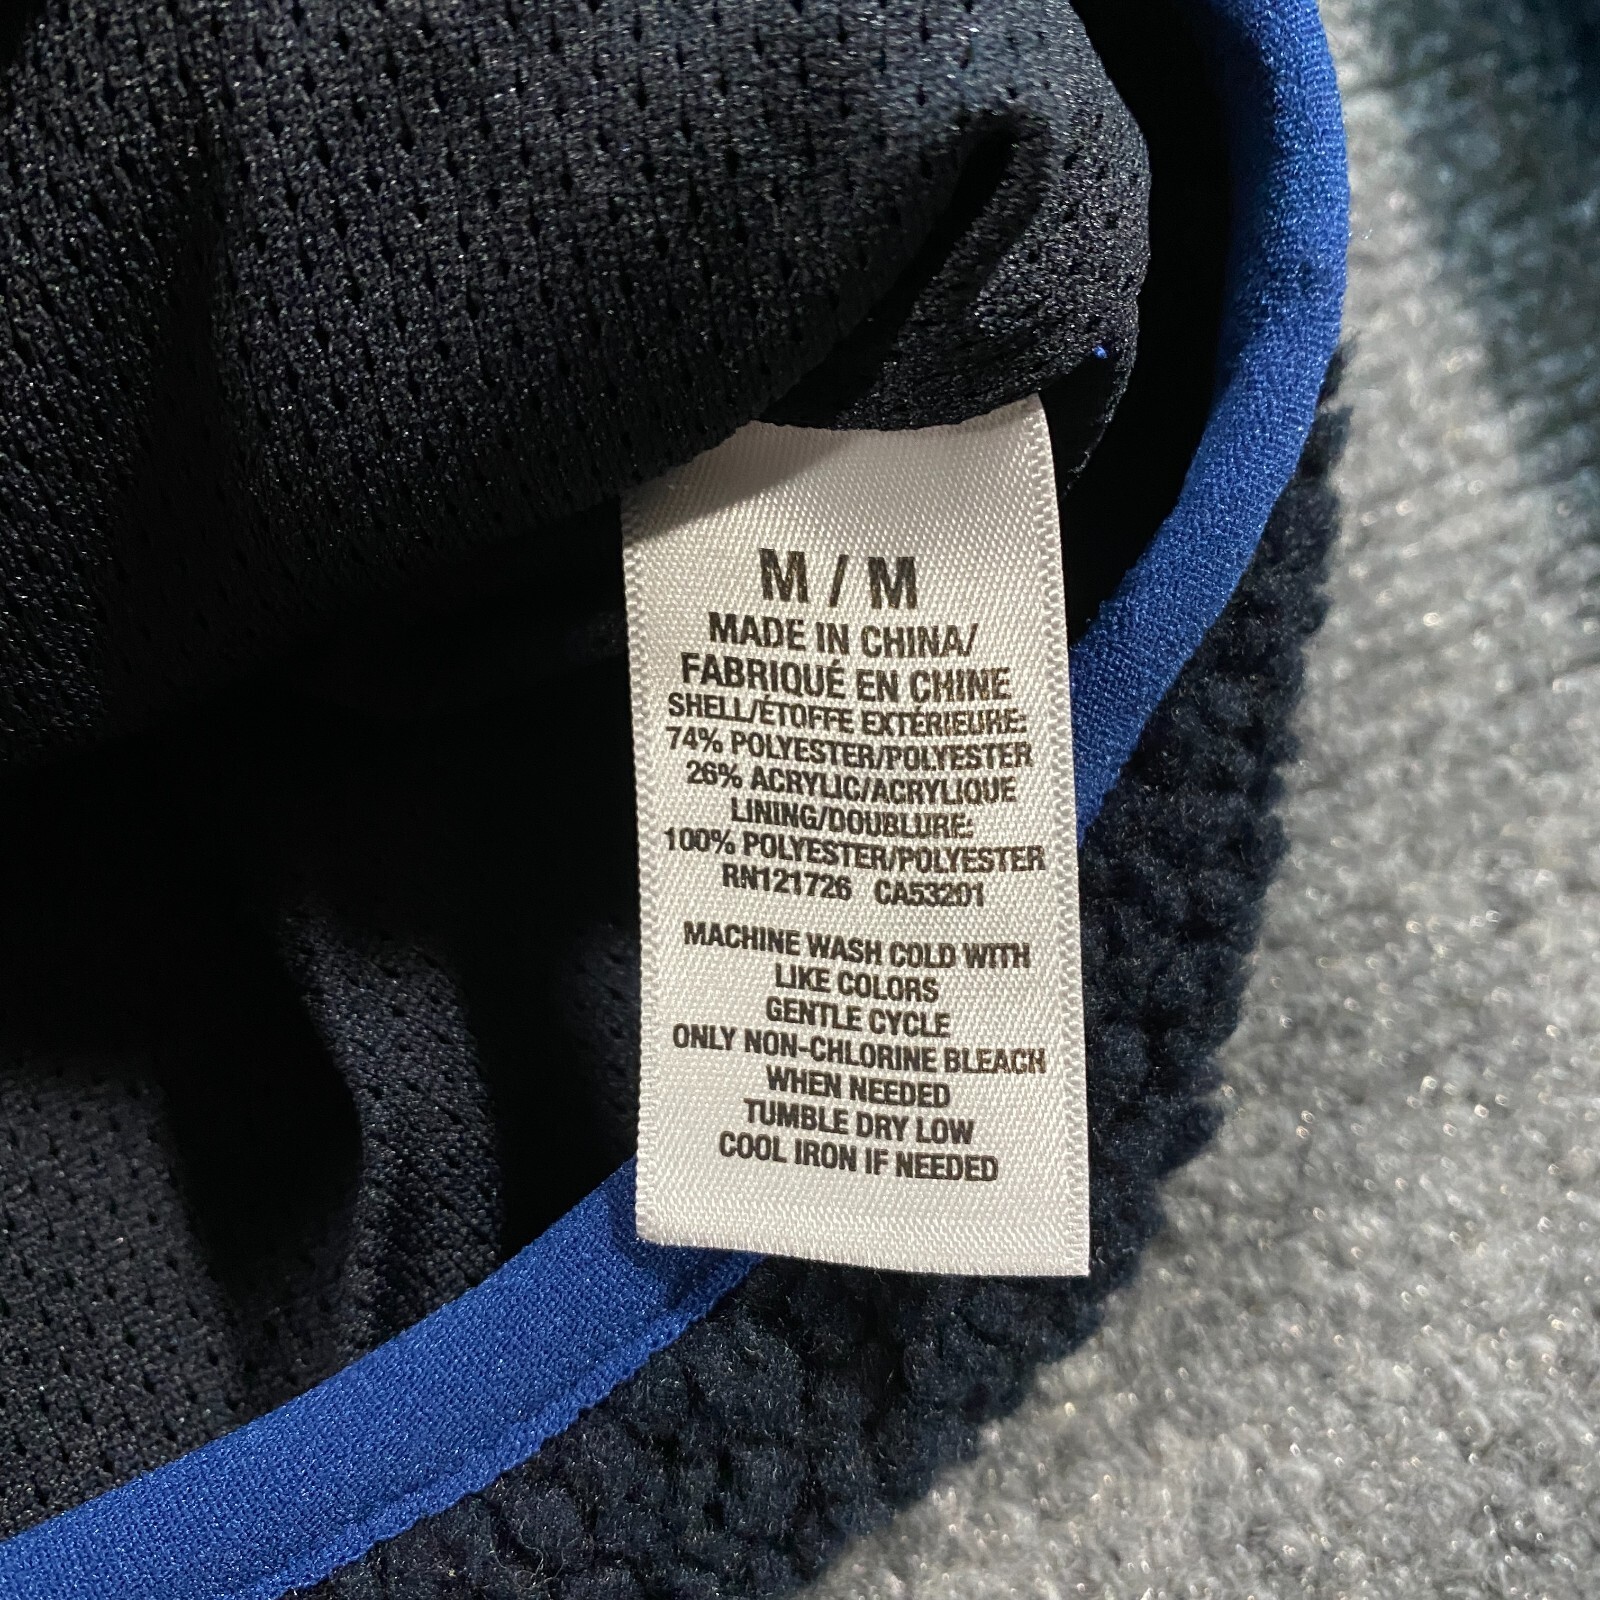 M / M
MADE IN CHINA/
FABRIQUÉ EN CHINE
SHELL/ÉTOFFE EXTÉRIEURE:
74% POLYESTER/POLYESTER
26% ACRYLIC/ACRYLIQUE
LINING/DOUBLURE:
100% POLYESTER/POLYESTER
RN121726 CA53201
MACHINE WASH COLD WITH
LIKE COLORS
GENTLE CYCLE
ONLY NON-CHLORINE BLEACH
WHEN NEEDED
TUMBLE DRY LOW
COOL IRON IF NEEDED